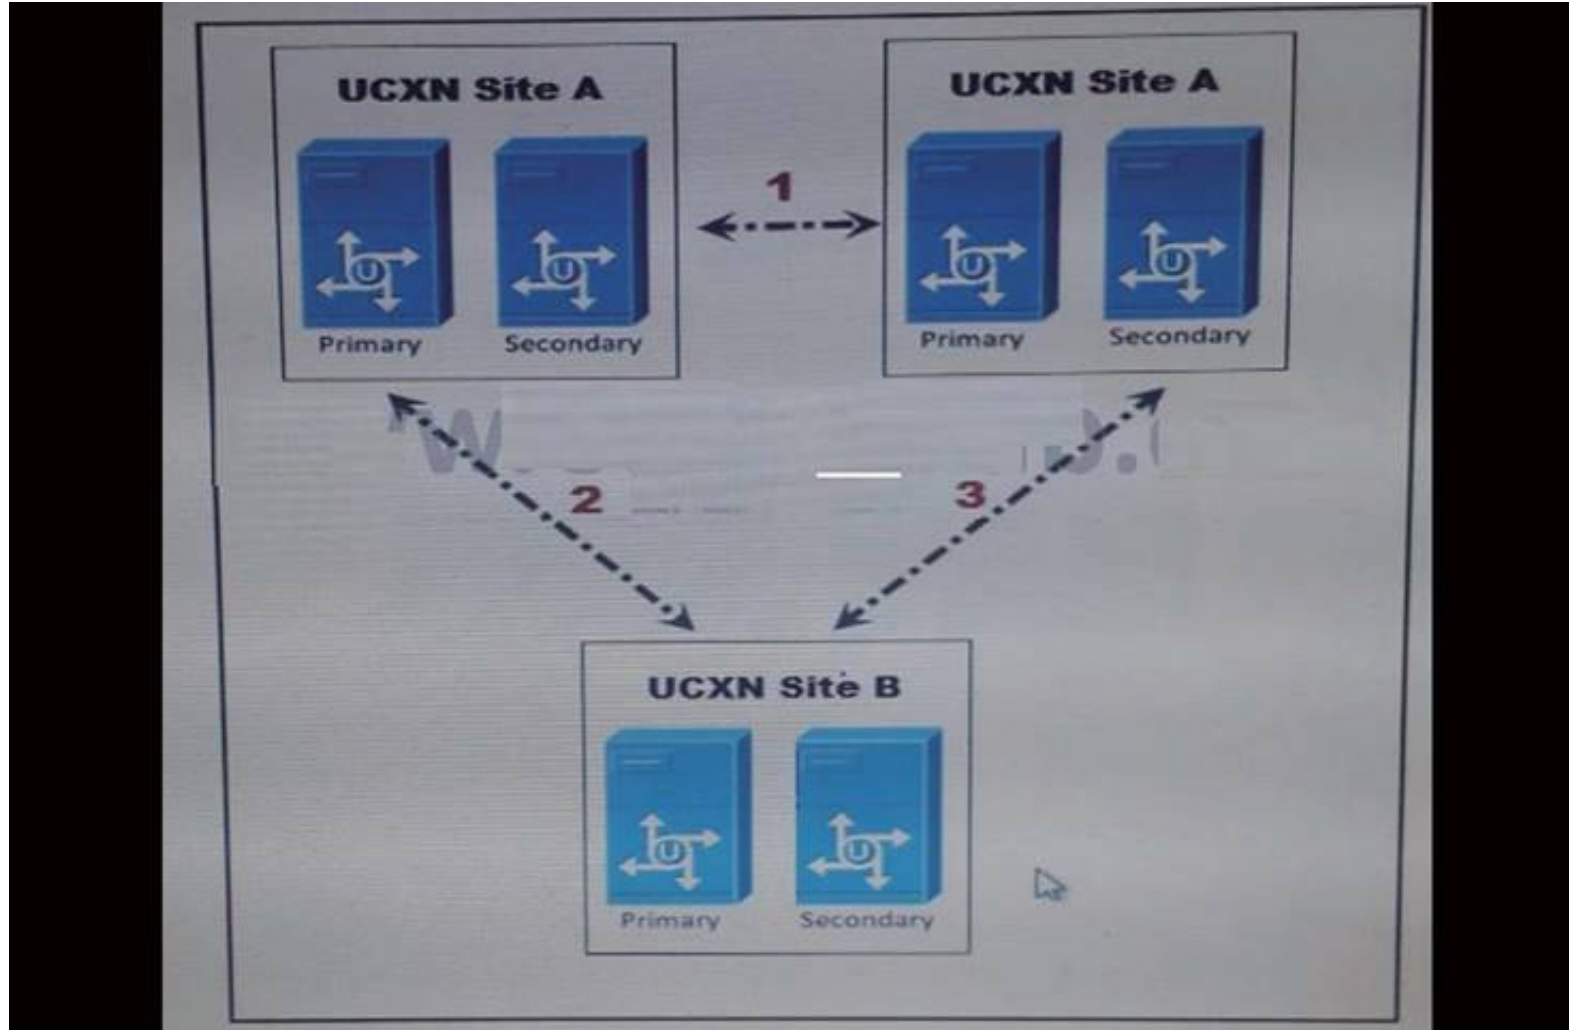 UCXN Site A
UCXN Site A
1
Primary
Secondary
Primary
Secondary
2
3
UCXN Site B
Primary
Secondary